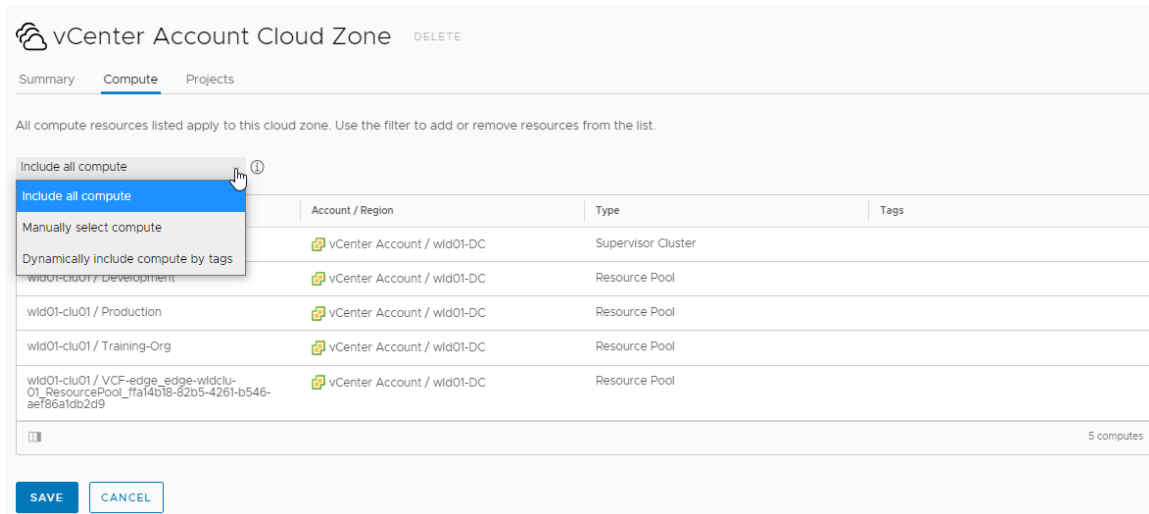 vCenter Account Cloud Zone DELETE
Summary Compute Projects
All compute resources listed apply to this cloud zone. Use the filter to add or remove resources from the list.
Include all compute
Include all compute
Manually select compute
Dynamically include compute by tags
Account / Region Type Tags
vCenter Account / wld01-DC Supervisor Cluster
wld01-clu01 / Development vCenter Account / wld01-DC Resource Pool
wld01-clu01 / Production vCenter Account / wld01-DC Resource Pool
wld01-clu01 / Training-Org vCenter Account / wld01-DC Resource Pool
wld01-clu01 / VCF-edge_edge-wldclu- vCenter Account / wld01-DC Resource Pool
01_ResourcePool_ffa14b18-82b5-4261-b546-
aef86a1db2d9
5 computes
SAVE CANCEL